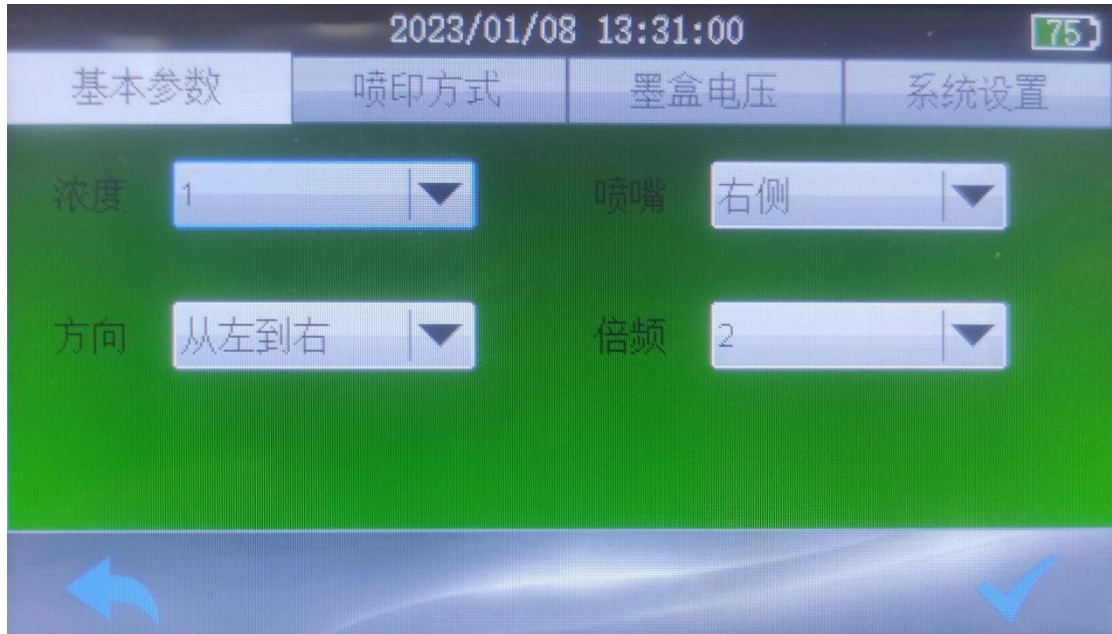 2023/01/08 13:31:00 75
基本参数 喷印方式 墨盒电压 系统设置
浓度 1 喷嘴 右侧
方向 从左到右 倍频 2